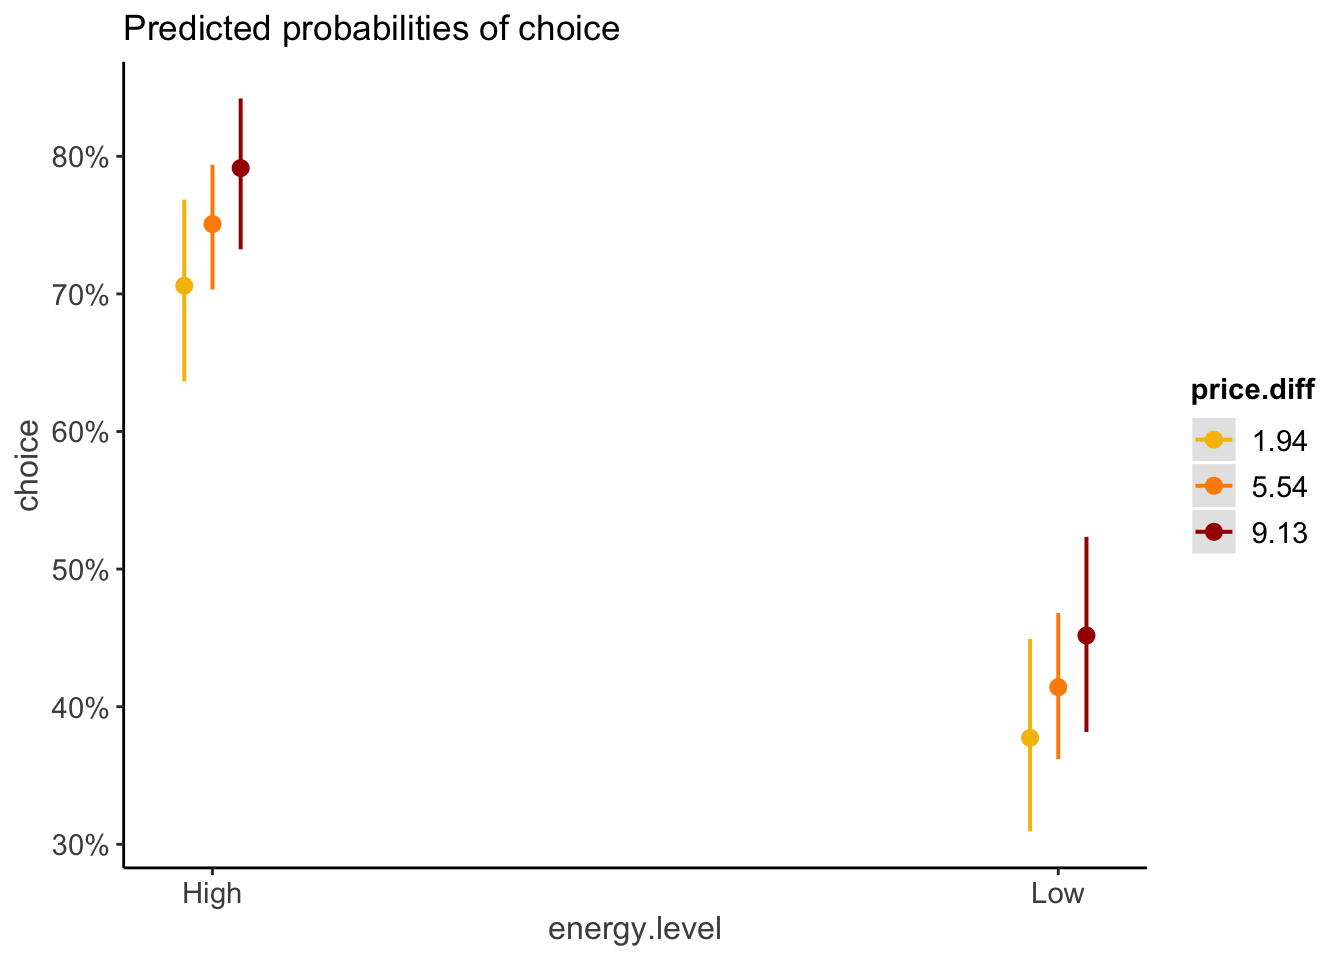 Predicted probabilities of choice
80%
70%
60%
50%
40%
30%
choice
High
Low
energy.level
price.diff
1.94
5.54
9.13